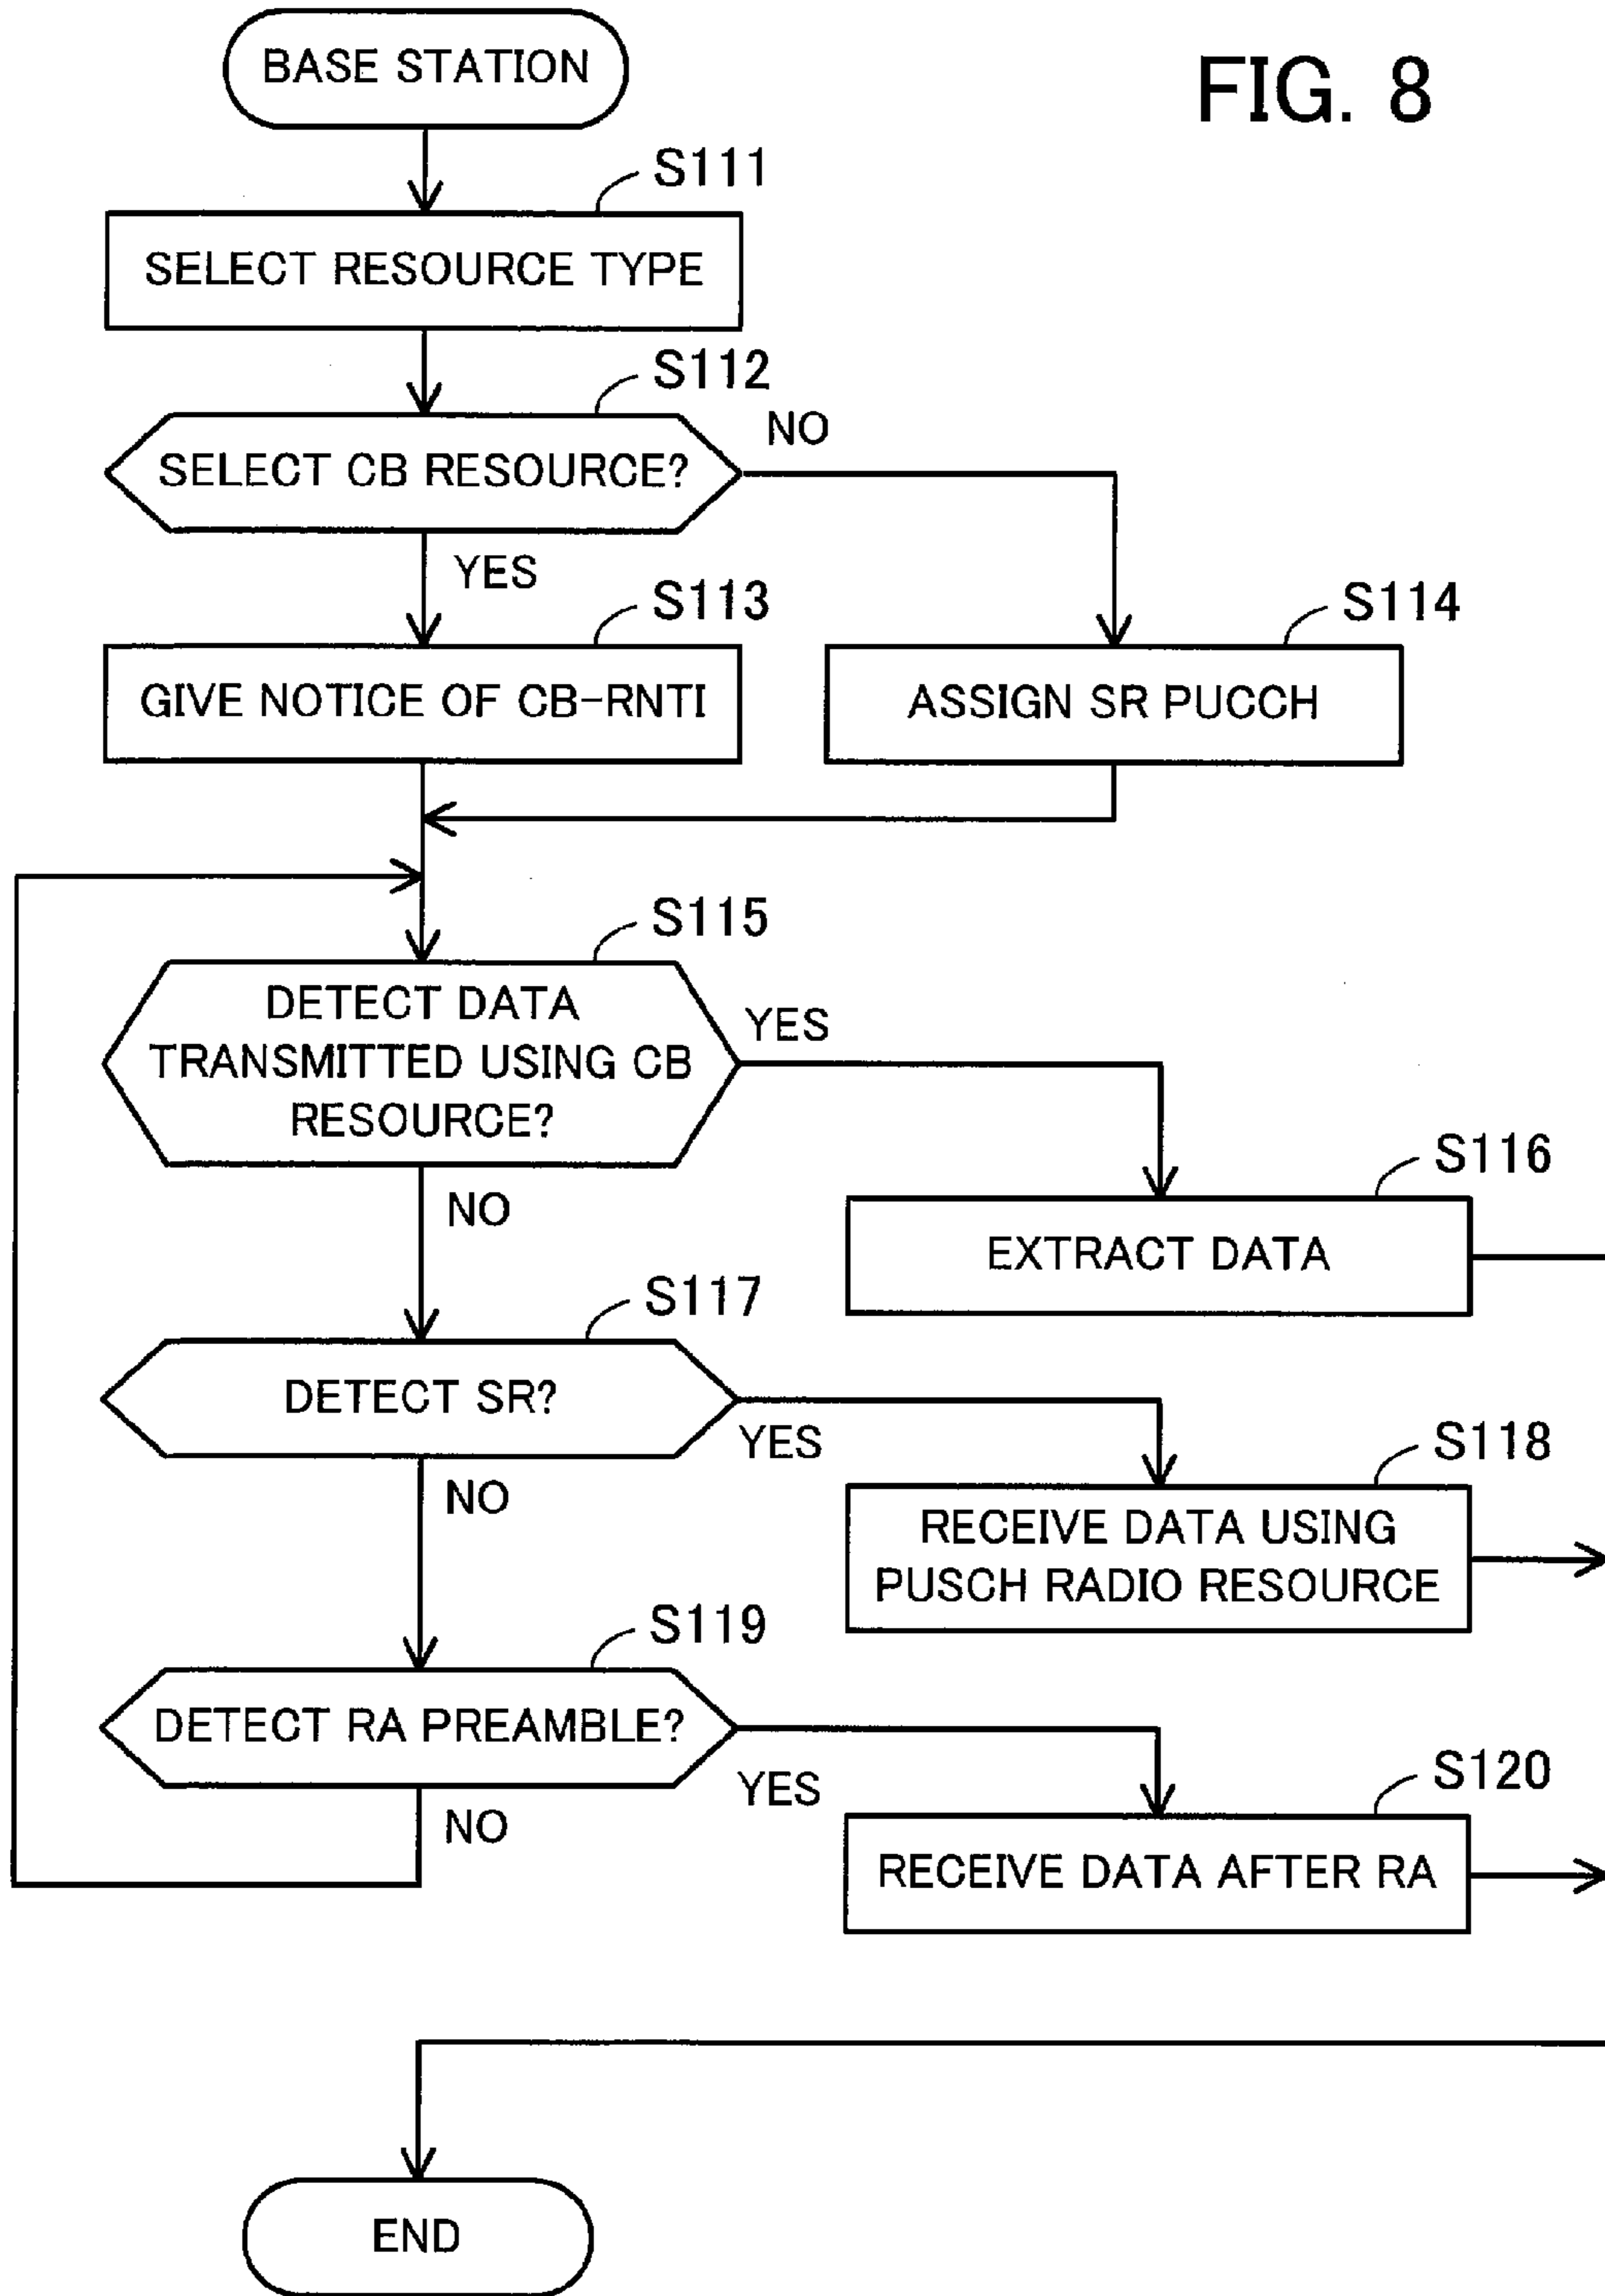 FIG. 8
BASE STATION
S111
SELECT RESOURCE TYPE
S112
SELECT CB RESOURCE?
NO
YES
S113
GIVE NOTICE OF CB-RNTI
S114
ASSIGN SR PUCCH
S115
DETECT DATA
TRANSMITTED USING CB
RESOURCE?
YES
NO
S116
EXTRACT DATA
S117
DETECT SR?
YES
NO
S118
RECEIVE DATA USING
PUSCH RADIO RESOURCE
S119
DETECT RA PREAMBLE?
YES
NO
S120
RECEIVE DATA AFTER RA
END